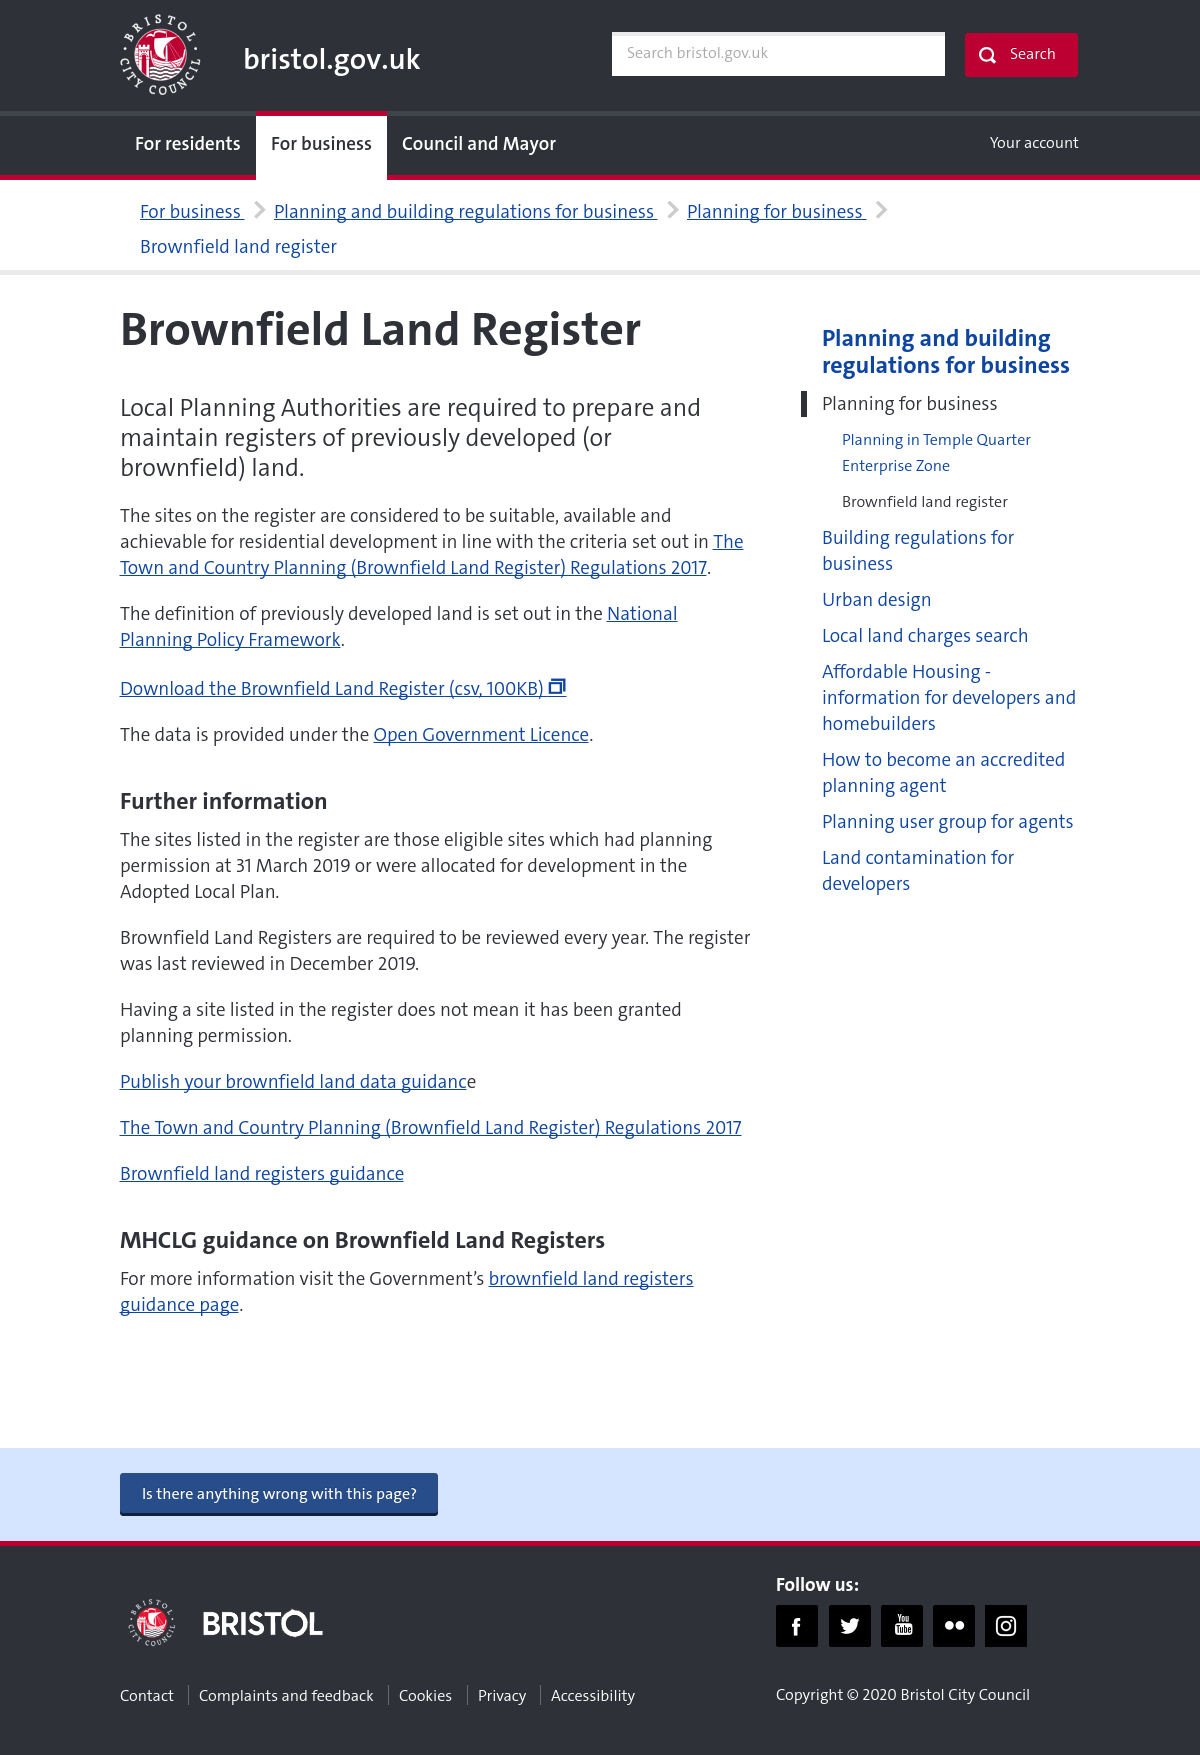 BRISTOL
CITY COUNCIL
bristol.gov.uk
Search bristol.gov.uk
Search
For residents
For business
Council and Mayor
Your account
For business
Planning and building regulations for business
Planning for business
Brownfield land register
Brownfield Land Register
Local Planning Authorities are required to prepare and
maintain registers of previously developed (or
brownfield) land.
The sites on the register are considered to be suitable, available and
achievable for residential development in line with the criteria set out in The
Town and Country Planning (Brownfield Land Register) Regulations 2017.
The definition of previously developed land is set out in the National
Planning Policy Framework.
Download the Brownfield Land Register (csv, 100KB)
The data is provided under the Open Government Licence.
Further information
The sites listed in the register are those eligible sites which had planning
permission at 31 March 2019 or were allocated for development in the
Adopted Local Plan.
Brownfield Land Registers are required to be reviewed every year. The register
was last reviewed in December 2019.
Having a site listed in the register does not mean it has been granted
planning permission.
Publish your brownfield land data guidance
The Town and Country Planning (Brownfield Land Register) Regulations 2017
Brownfield land registers guidance
MHCLG guidance on Brownfield Land Registers
For more information visit the Government’s brownfield land registers
guidance page.
Planning and building
regulations for business
Planning for business
Planning in Temple Quarter
Enterprise Zone
Brownfield land register
Building regulations for
business
Urban design
Local land charges search
Affordable Housing -
information for developers and
homebuilders
How to become an accredited
planning agent
Planning user group for agents
Land contamination for
developers
Is there anything wrong with this page?
BRISTOL
CITY COUNCIL
BRISTOL
Follow us:
f
You
Tube
Contact
Complaints and feedback
Cookies
Privacy
Accessibility
Copyright © 2020 Bristol City Council